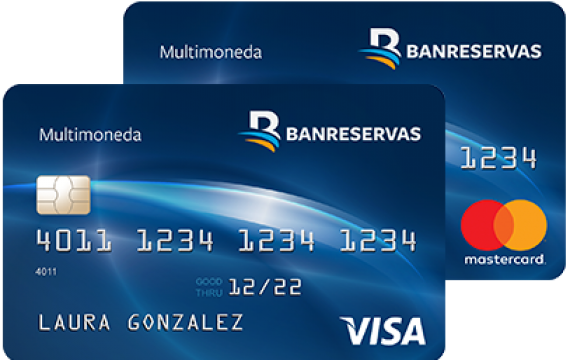 Multimoneda
BANRESERVAS
1234
mastercard
Multimoneda
BANRESERVAS
4011 1234 1234 1234
4011
GOOD THRU 12/22
LAURA GONZALEZ
VISA